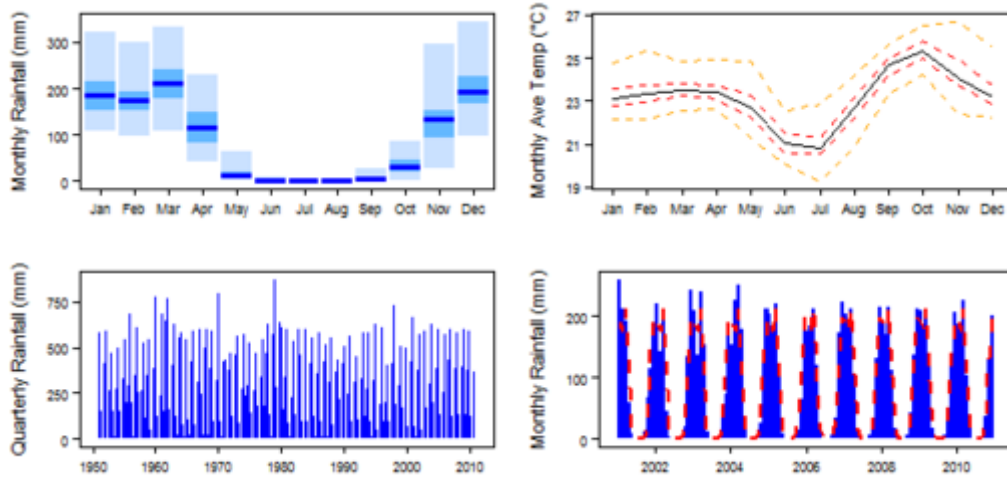 Monthly Rainfall (mm)
300
200
100
0
Jan Feb Mar Apr May Jun Jul Aug Sep Oct Nov Dec
Monthly Ave Temp (°C)
27
25
23
21
19
Jan Feb Mar Apr May Jun Jul Aug Sep Oct Nov Dec
Quarterly Rainfall (mm)
750
500
250
0
1950 1960 1970 1980 1990 2000 2010
Monthly Rainfall (mm)
200
100
0
2002 2004 2006 2008 2010